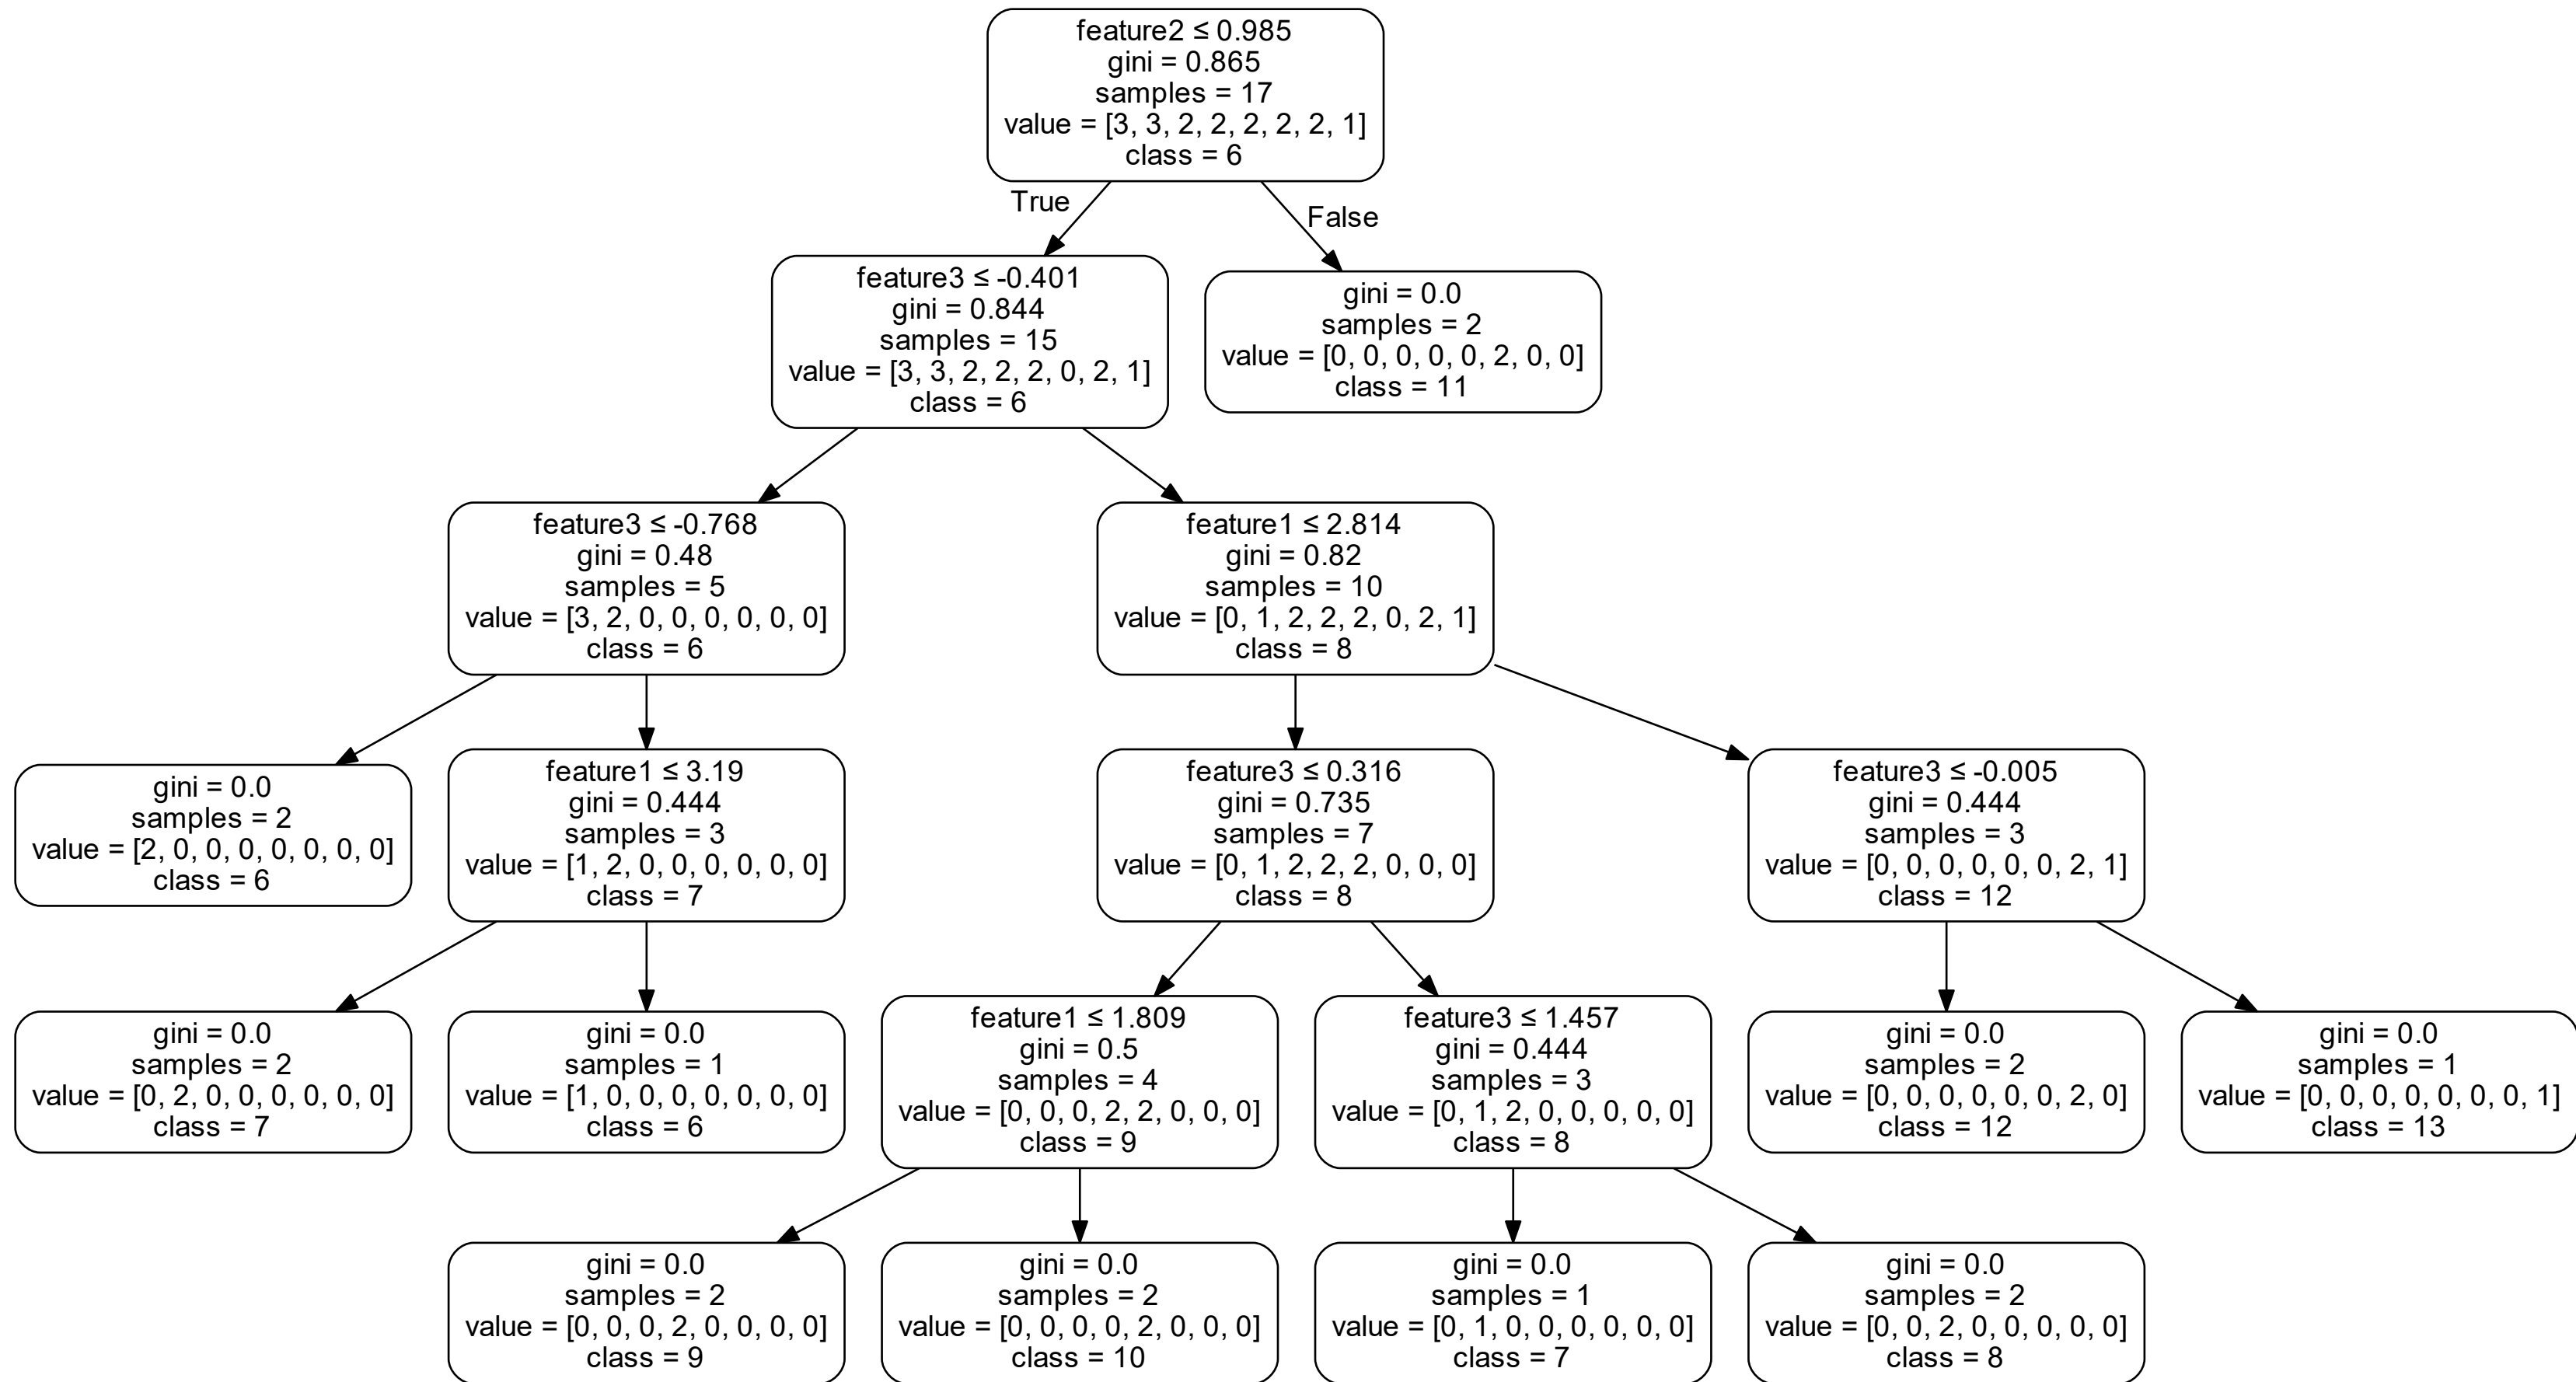 feature2 ≤ 0.985
gini = 0.865
samples = 17
value = [3, 3, 2, 2, 2, 2, 2, 1]
class = 6
True
False
feature3 ≤ -0.401
gini = 0.844
samples = 15
value = [3, 3, 2, 2, 2, 0, 2, 1]
class = 6
gini = 0.0
samples = 2
value = [0, 0, 0, 0, 0, 2, 0, 0]
class = 11
feature3 ≤ -0.768
gini = 0.48
samples = 5
value = [3, 2, 0, 0, 0, 0, 0, 0]
class = 6
feature1 ≤ 2.814
gini = 0.82
samples = 10
value = [0, 1, 2, 2, 2, 0, 2, 1]
class = 8
gini = 0.0
samples = 2
value = [2, 0, 0, 0, 0, 0, 0, 0]
class = 6
feature1 ≤ 3.19
gini = 0.444
samples = 3
value = [1, 2, 0, 0, 0, 0, 0, 0]
class = 7
feature3 ≤ 0.316
gini = 0.735
samples = 7
value = [0, 1, 2, 2, 2, 0, 0, 0]
class = 8
feature3 ≤ -0.005
gini = 0.444
samples = 3
value = [0, 0, 0, 0, 0, 0, 2, 1]
class = 12
gini = 0.0
samples = 2
value = [0, 2, 0, 0, 0, 0, 0, 0]
class = 7
gini = 0.0
samples = 1
value = [1, 0, 0, 0, 0, 0, 0, 0]
class = 6
feature1 ≤ 1.809
gini = 0.5
samples = 4
value = [0, 0, 0, 2, 2, 0, 0, 0]
class = 9
feature3 ≤ 1.457
gini = 0.444
samples = 3
value = [0, 1, 2, 0, 0, 0, 0, 0]
class = 8
gini = 0.0
samples = 2
value = [0, 0, 0, 0, 0, 0, 2, 0]
class = 12
gini = 0.0
samples = 1
value = [0, 0, 0, 0, 0, 0, 0, 1]
class = 13
gini = 0.0
samples = 2
value = [0, 0, 0, 2, 0, 0, 0, 0]
class = 9
gini = 0.0
samples = 2
value = [0, 0, 0, 0, 2, 0, 0, 0]
class = 10
gini = 0.0
samples = 1
value = [0, 1, 0, 0, 0, 0, 0, 0]
class = 7
gini = 0.0
samples = 2
value = [0, 0, 2, 0, 0, 0, 0, 0]
class = 8